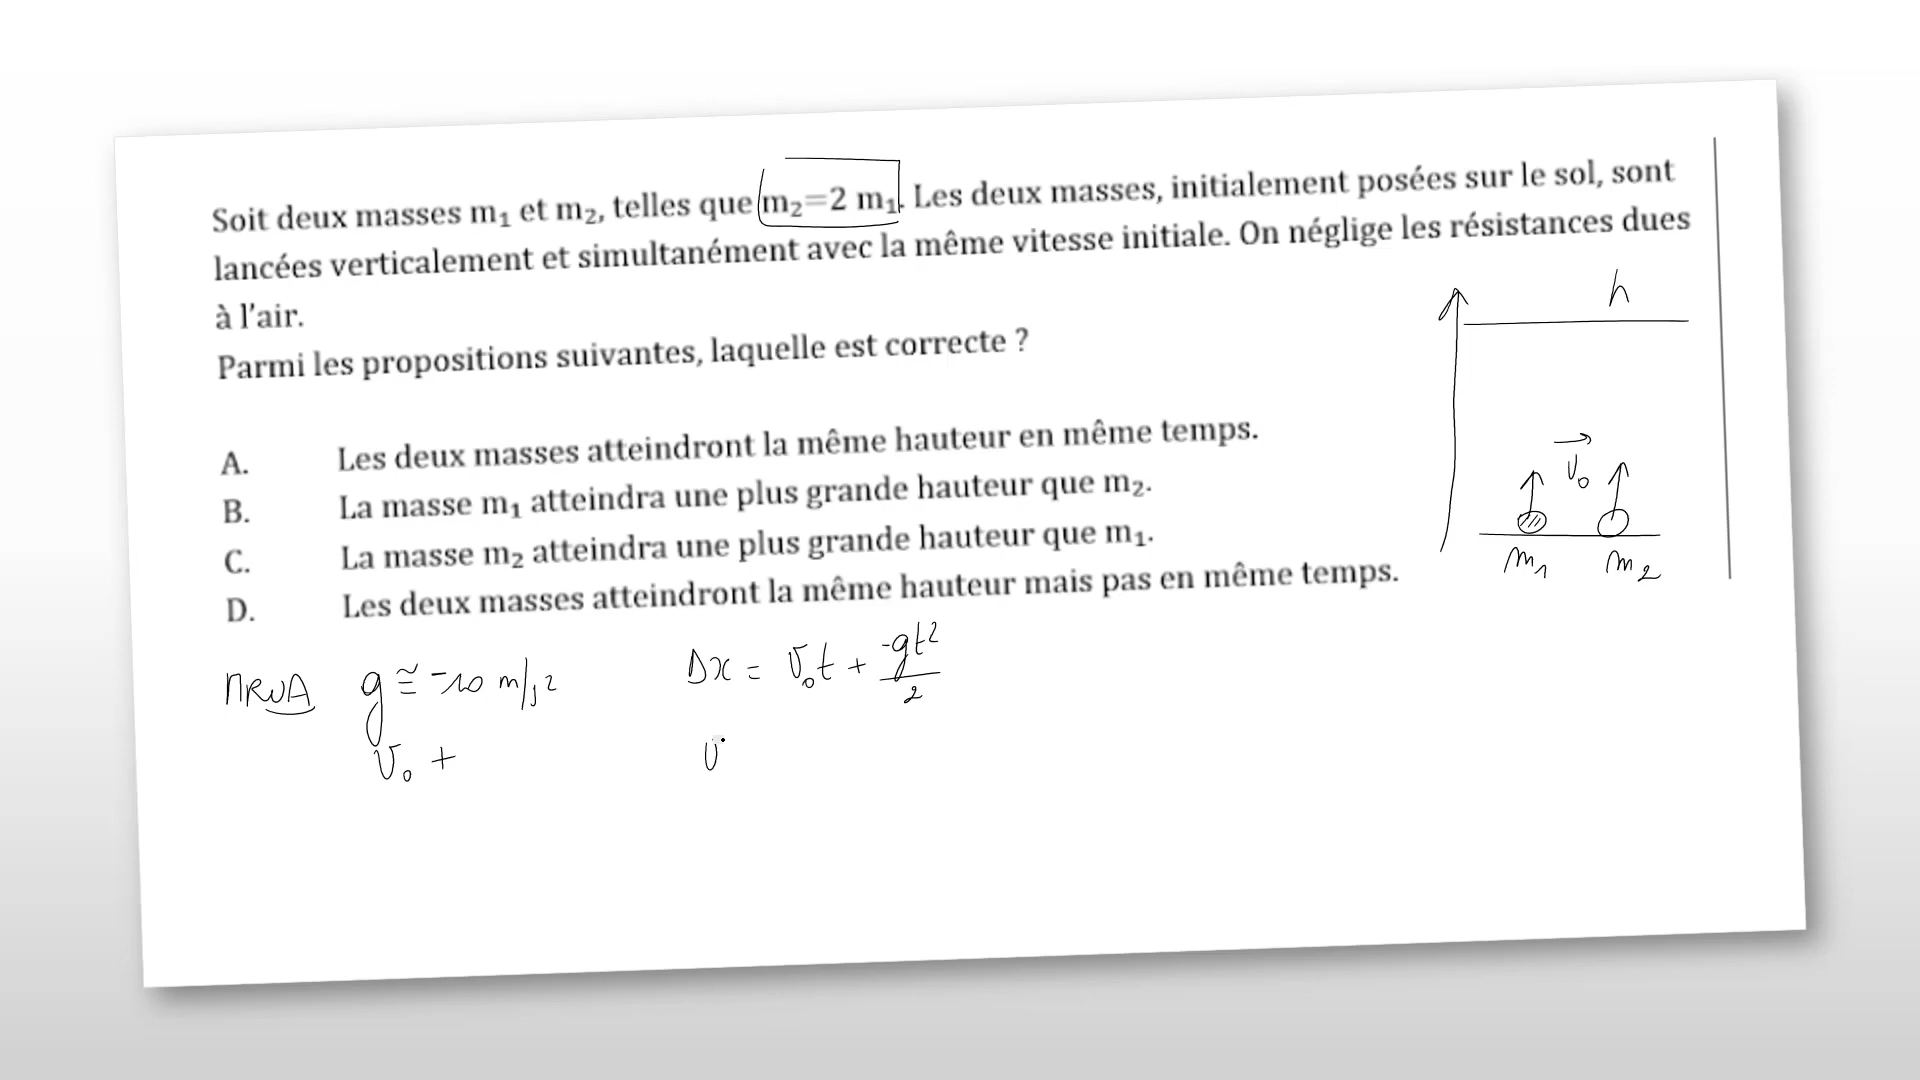 Soit deux masses m₁ et m₂, telles que m₂=2 m₁. Les deux masses, initialement posées sur le sol, sont
lancées verticalement et simultanément avec la même vitesse initiale. On néglige les résistances dues
à l'air.
Parmi les propositions suivantes, laquelle est correcte ?
A. Les deux masses atteindront la même hauteur en même temps.
B. La masse m₁ atteindra une plus grande hauteur que m₂.
C. La masse m₂ atteindra une plus grande hauteur que m₁.
D. Les deux masses atteindront la même hauteur mais pas en même temps.
h
v₀
m₁ m₂
MRUA g ≅ -10 m/s² Δx = v₀t + -gt²/2
v₀ + v